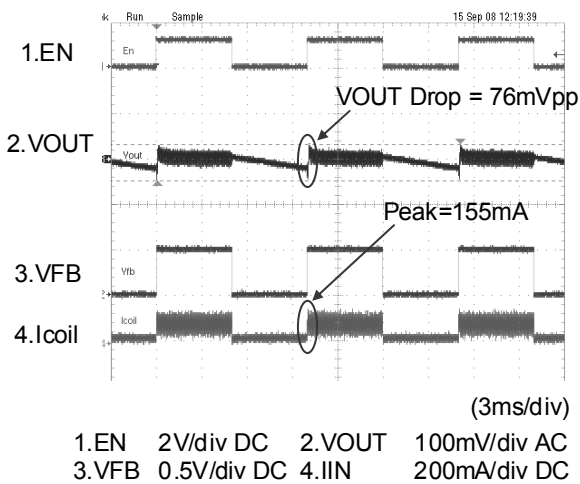 Run Sample 15 Sep 08 12:19:39
1.EN
En
VOUT Drop = 76mVpp
2.VOUT
Vout
Peak=155mA
3.VFB
Vfb
4.Icoil
Icoil
(3ms/div)
1.EN 2V/div DC 2.VOUT 100mV/div AC
3.VFB 0.5V/div DC 4.IIN 200mA/div DC